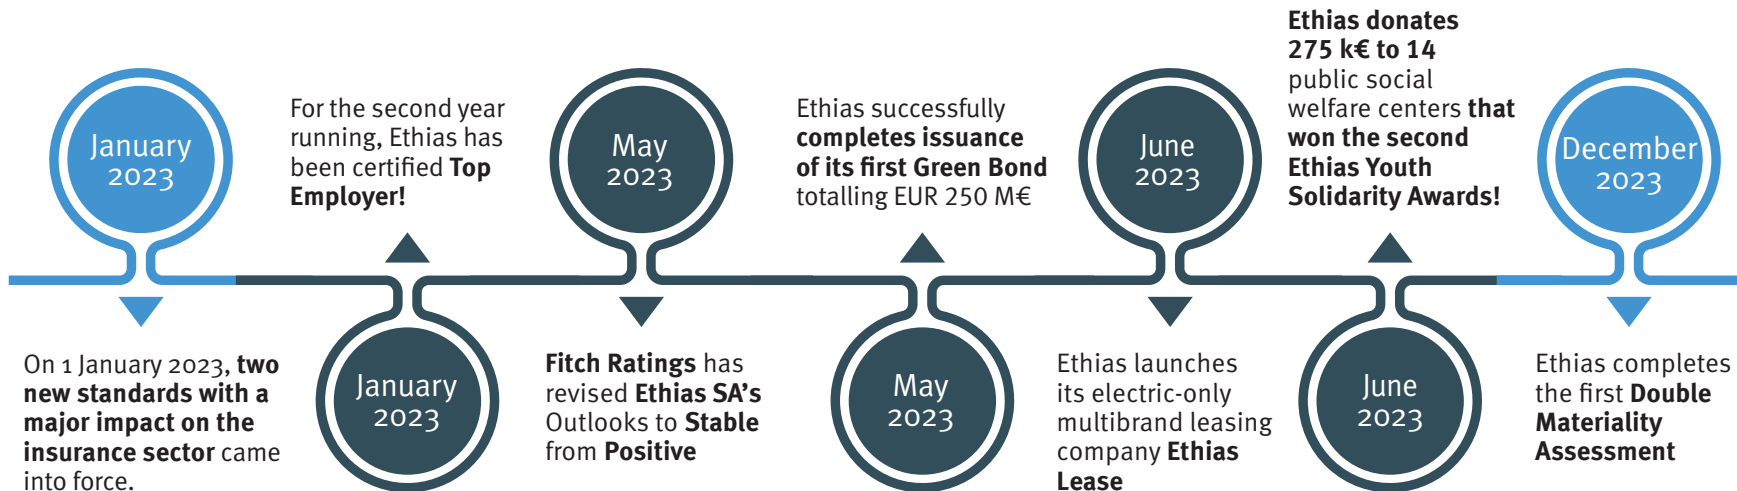 January
2023
On 1 January 2023, two
new standards with a
major impact on the
insurance sector came
into force.
For the second year
running, Ethias has
been certified Top
Employer!
January
2023
May
2023
Fitch Ratings has
revised Ethias SA’s
Outlooks to Stable
from Positive
Ethias successfully
completes issuance
of its first Green Bond
totalling EUR 250 M€
May
2023
June
2023
Ethias launches
its electric-only
multibrand leasing
company Ethias
Lease
Ethias donates
275 k€ to 14
public social
welfare centers that
won the second
Ethias Youth
Solidarity Awards!
June
2023
December
2023
Ethias completes
the first Double
Materiality
Assessment